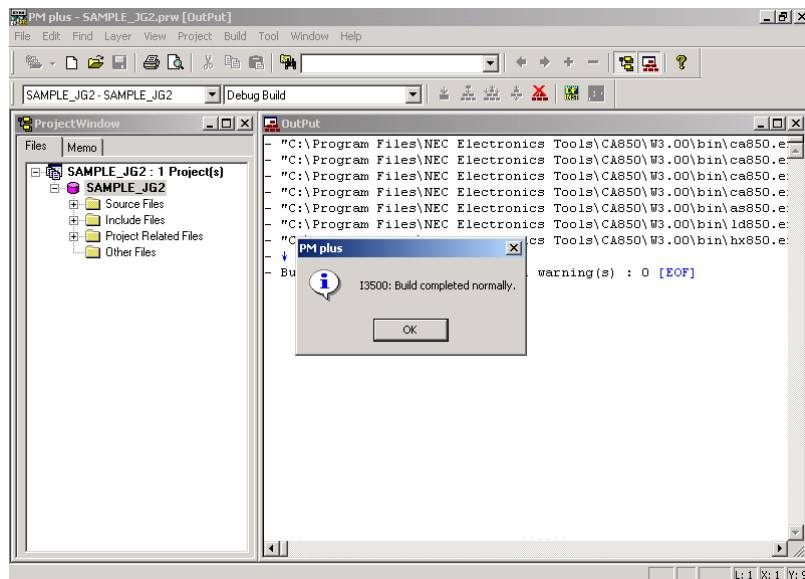 PM plus - SAMPLE_JG2.prw [OutPut]
File Edit Find Layer View Project Build Tool Window Help
SAMPLE_JG2 - SAMPLE_JG2 Debug Build
ProjectWindow
Files Memo
SAMPLE_JG2 : 1 Project(s)
SAMPLE_JG2
Source Files
Include Files
Project Related Files
Other Files
OutPut
- "C:\Program Files\NEC Electronics Tools\CA850\W3.00\bin\ca850.e
- "C:\Program Files\NEC Electronics Tools\CA850\W3.00\bin\ca850.e
- "C:\Program Files\NEC Electronics Tools\CA850\W3.00\bin\ca850.e
- "C:\Program Files\NEC Electronics Tools\CA850\W3.00\bin\ca850.e
- "C:\Program Files\NEC Electronics Tools\CA850\W3.00\bin\as850.e
- "C:\Program Files\NEC Electronics Tools\CA850\W3.00\bin\ld850.e
- "C cs Tools\CA850\W3.00\bin\hx850.e
- ↓
- Bu warning(s) : 0 [EOF]
PM plus
I3500: Build completed normally.
OK
L: 1 X: 1 Y: